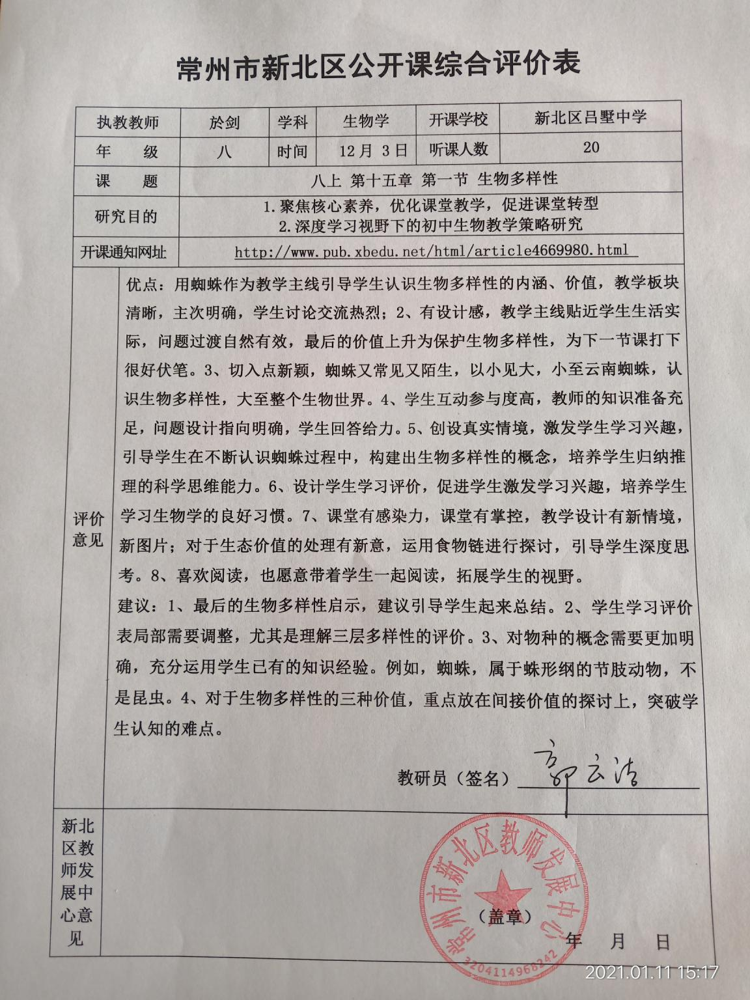 常州市新北区公开课综合评价表
执教教师 於剑 学科 生物学 开课学校 新北区吕墅中学
年 级 八 时间 12月 3日 听课人数 20
课 题 八上 第十五章 第一节 生物多样性
研究目的 1.聚焦核心素养，优化课堂教学，促进课堂转型
2.深度学习视野下的初中生物教学策略研究
开课通知网址 http://www.pub.xbedu.net/html/article4669980.html
优点：用蜘蛛作为教学主线引导学生认识生物多样性的内涵、价值，教学板块
清晰，主次明确，学生讨论交流热烈；2、有设计感，教学主线贴近学生生活实
际，问题过渡自然有效，最后的价值上升为保护生物多样性，为下一节课打下
很好伏笔。3、切入点新颖，蜘蛛又常见又陌生，以小见大，小至云南蜘蛛，认
识生物多样性，大至整个生物世界。4、学生互动参与度高，教师的知识准备充
足，问题设计指向明确，学生回答给力。5、创设真实情境，激发学生学习兴趣，
引导学生在不断认识蜘蛛过程中，构建出生物多样性的概念，培养学生归纳推
理的科学思维能力。6、设计学生学习评价，促进学生激发学习兴趣，培养学生
学习生物学的良好习惯。7、课堂有感染力，课堂有掌控，教学设计有新情境，
新图片；对于生态价值的处理有新意，运用食物链进行探讨，引导学生深度思
考。8、喜欢阅读，也愿意带着学生一起阅读，拓展学生的视野。
建议：1、最后的生物多样性启示，建议引导学生起来总结。2、学生学习评价
表局部需要调整，尤其是理解三层多样性的评价。3、对物种的概念需要更加明
确，充分运用学生已有的知识经验。例如，蜘蛛，属于蛛形纲的节肢动物，不
是昆虫。4、对于生物多样性的三种价值，重点放在间接价值的探讨上，突破学
生认知的难点。
评价
意见
教研员（签名） 郭云洁
新北
区教
师发
展中
心意
见
常州市新北区教师发展中心
（盖章）
年 月 日
3204114968242
2021.01.11 15:17